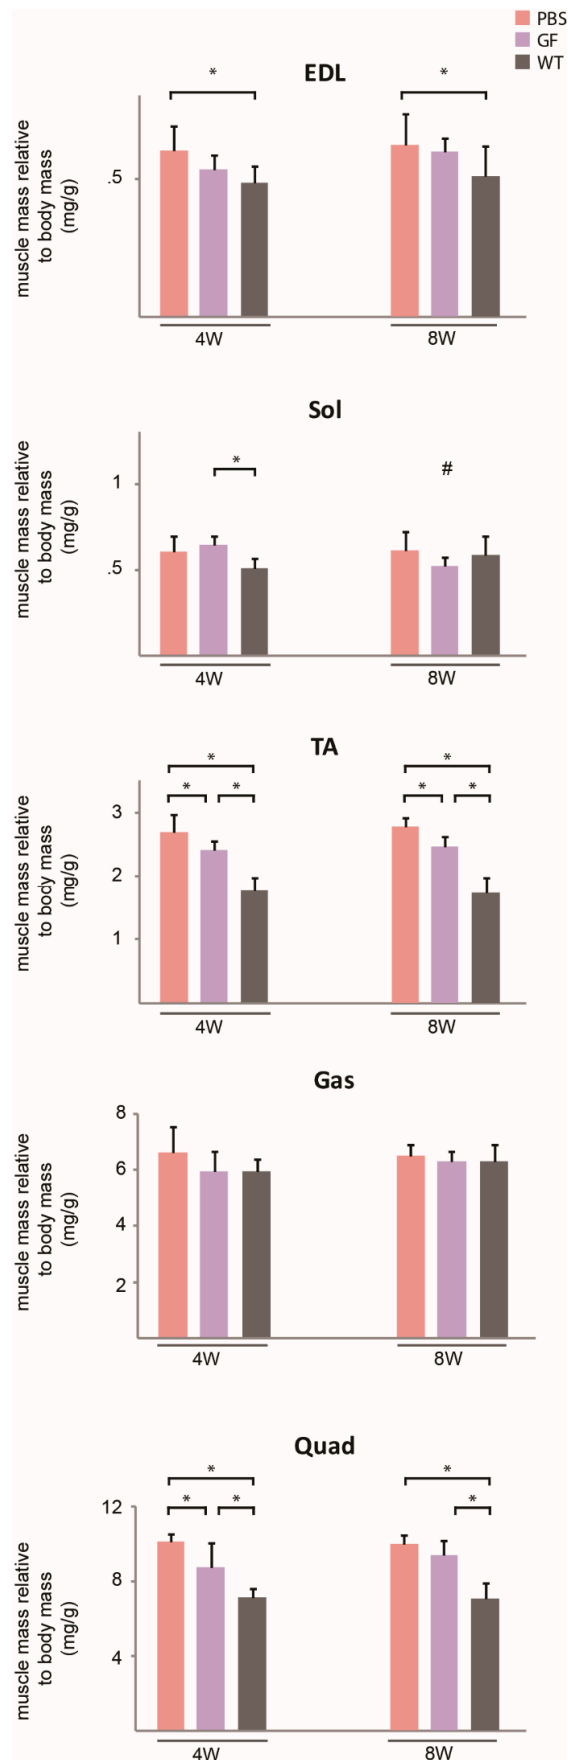 PBS
GF
WT
EDL
*
*
muscle mass relative
to body mass
(mg/g)
.5
4W
8W
Sol
*
#
muscle mass relative
to body mass
(mg/g)
1
.5
4W
8W
TA
*
*
*
*
*
*
muscle mass relative
to body mass
(mg/g)
3
2
1
4W
8W
Gas
muscle mass relative
to body mass
(mg/g)
8
6
4
2
4W
8W
Quad
*
*
*
*
*
muscle mass relative
to body mass
(mg/g)
12
8
4
4W
8W